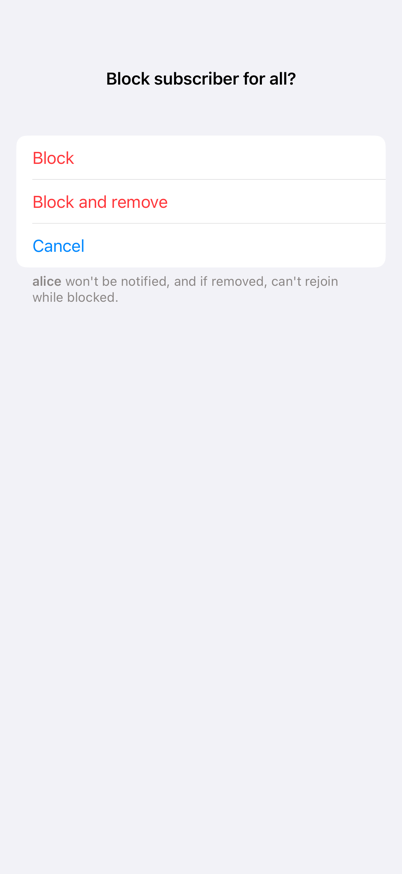 Block subscriber for all?
Block
Block and remove
Cancel
alice won't be notified, and if removed, can't rejoin
while blocked.